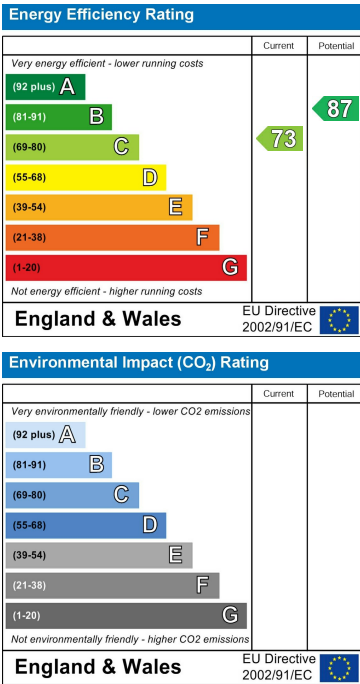 Energy Efficiency Rating
Current Potential
Very energy efficient - lower running costs
(92 plus) A
(81-91) B
87
(69-80) C
73
(55-68) D
(39-54) E
(21-38) F
(1-20) G
Not energy efficient - higher running costs
England & Wales
EU Directive
2002/91/EC
Environmental Impact (CO₂) Rating
Current Potential
Very environmentally friendly - lower CO2 emissions
(92 plus) A
(81-91) B
(69-80) C
(55-68) D
(39-54) E
(21-38) F
(1-20) G
Not environmentally friendly - higher CO2 emissions
England & Wales
EU Directive
2002/91/EC